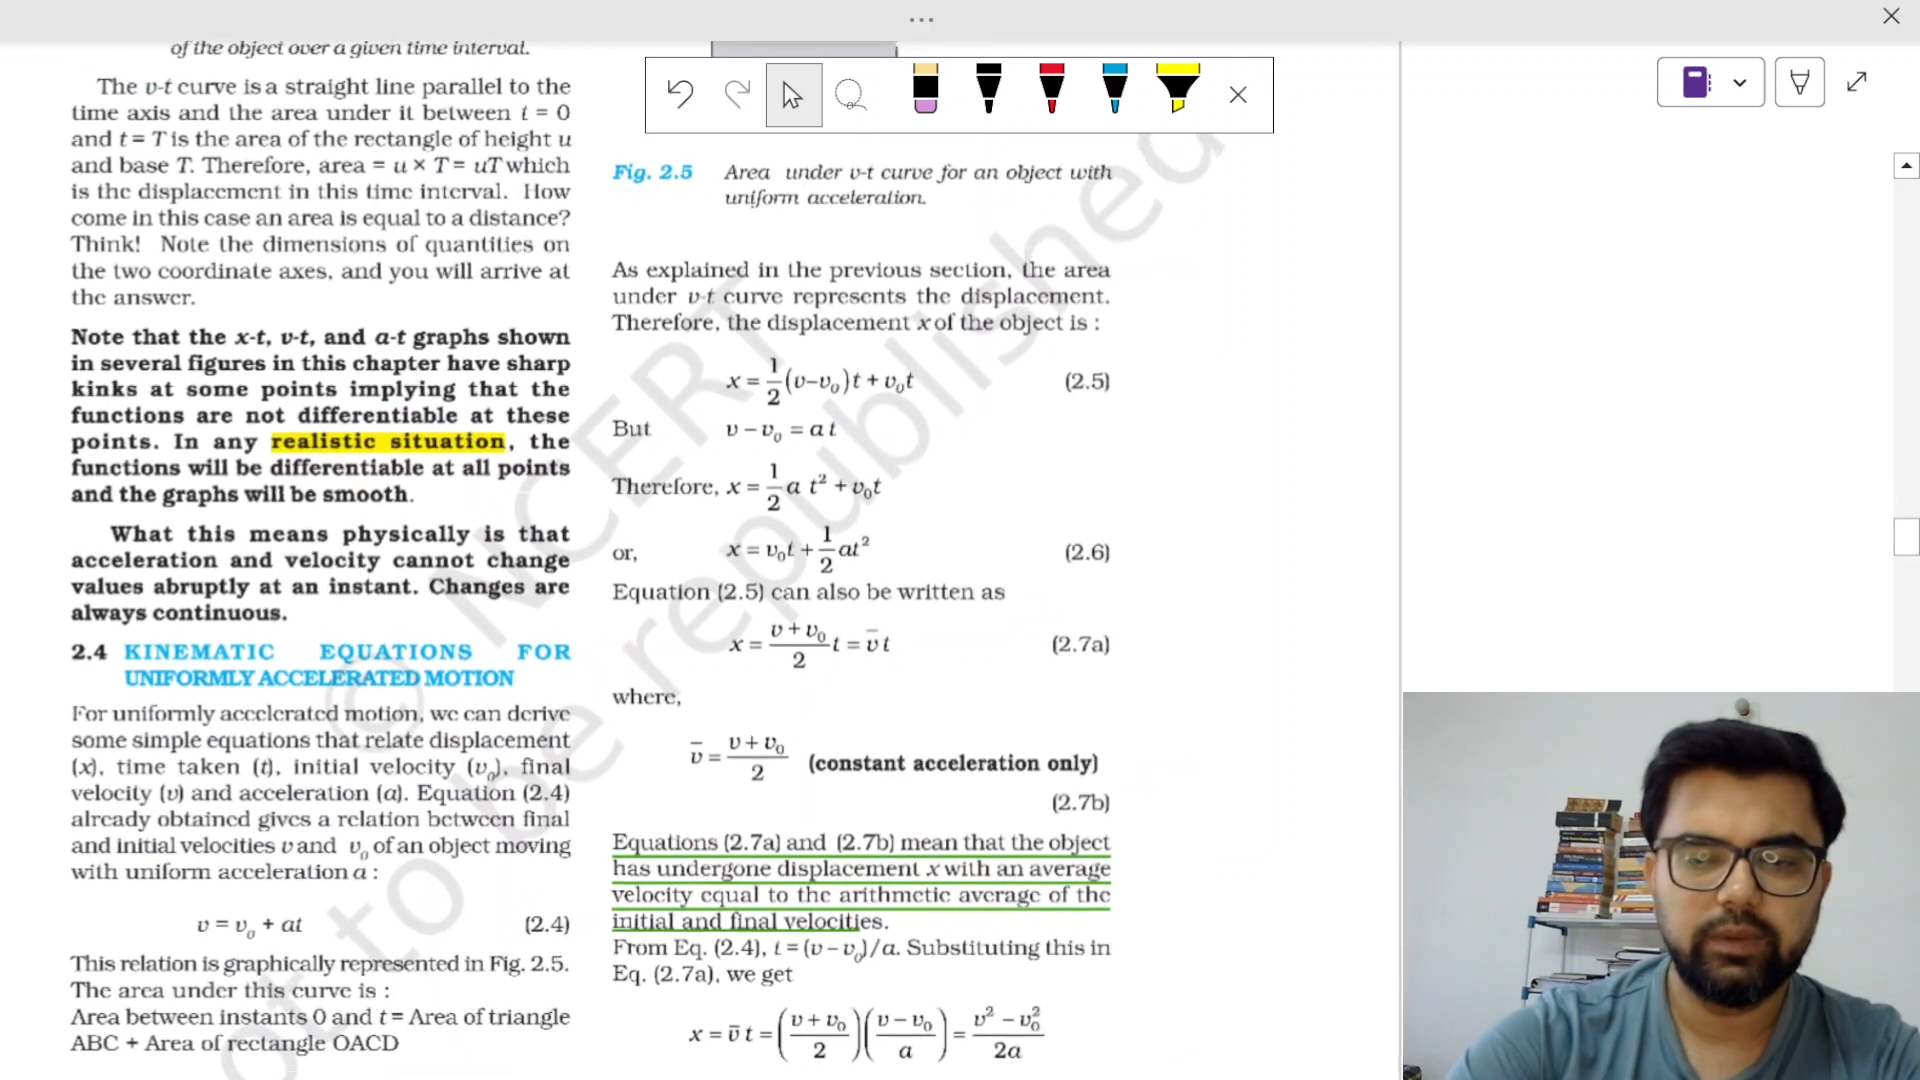 of the object over a given time interval.
The v-t curve is a straight line parallel to the
time axis and the area under it between t = 0
and t = T is the area of the rectangle of height u
and base T. Therefore, area = u × T = uT which
is the displacement in this time interval. How
come in this case an area is equal to a distance?
Think! Note the dimensions of quantities on
the two coordinate axes, and you will arrive at
the answer.
Note that the x-t, v-t, and a-t graphs shown
in several figures in this chapter have sharp
kinks at some points implying that the
functions are not differentiable at these
points. In any realistic situation, the
functions will be differentiable at all points
and the graphs will be smooth.
What this means physically is that
acceleration and velocity cannot change
values abruptly at an instant. Changes are
always continuous.
2.4 KINEMATIC EQUATIONS FOR
UNIFORMLY ACCELERATED MOTION
For uniformly accelerated motion, we can derive
some simple equations that relate displacement
(x), time taken (t), initial velocity (v₀), final
velocity (v) and acceleration (a). Equation (2.4)
already obtained gives a relation between final
and initial velocities v and v₀ of an object moving
with uniform acceleration a :
v = v₀ + at (2.4)
This relation is graphically represented in Fig. 2.5.
The area under this curve is :
Area between instants 0 and t = Area of triangle
ABC + Area of rectangle OACD
Fig. 2.5 Area under v-t curve for an object with
uniform acceleration.
As explained in the previous section, the area
under v-t curve represents the displacement.
Therefore, the displacement x of the object is :
x = 1/2 (v–v₀) t + v₀t (2.5)
But v – v₀ = a t
Therefore, x = 1/2 a t² + v₀t
or, x = v₀t + 1/2 at² (2.6)
Equation (2.5) can also be written as
x = (v + v₀)/2 t = v̄ t (2.7a)
where,
v̄ = (v + v₀)/2 (constant acceleration only)
(2.7b)
Equations (2.7a) and (2.7b) mean that the object
has undergone displacement x with an average
velocity equal to the arithmetic average of the
initial and final velocities.
From Eq. (2.4), t = (v – v₀)/a. Substituting this in
Eq. (2.7a), we get
x = v̄ t = ((v + v₀)/2) ((v – v₀)/a) = (v² – v₀²)/2a
© NCERT
not to be republished